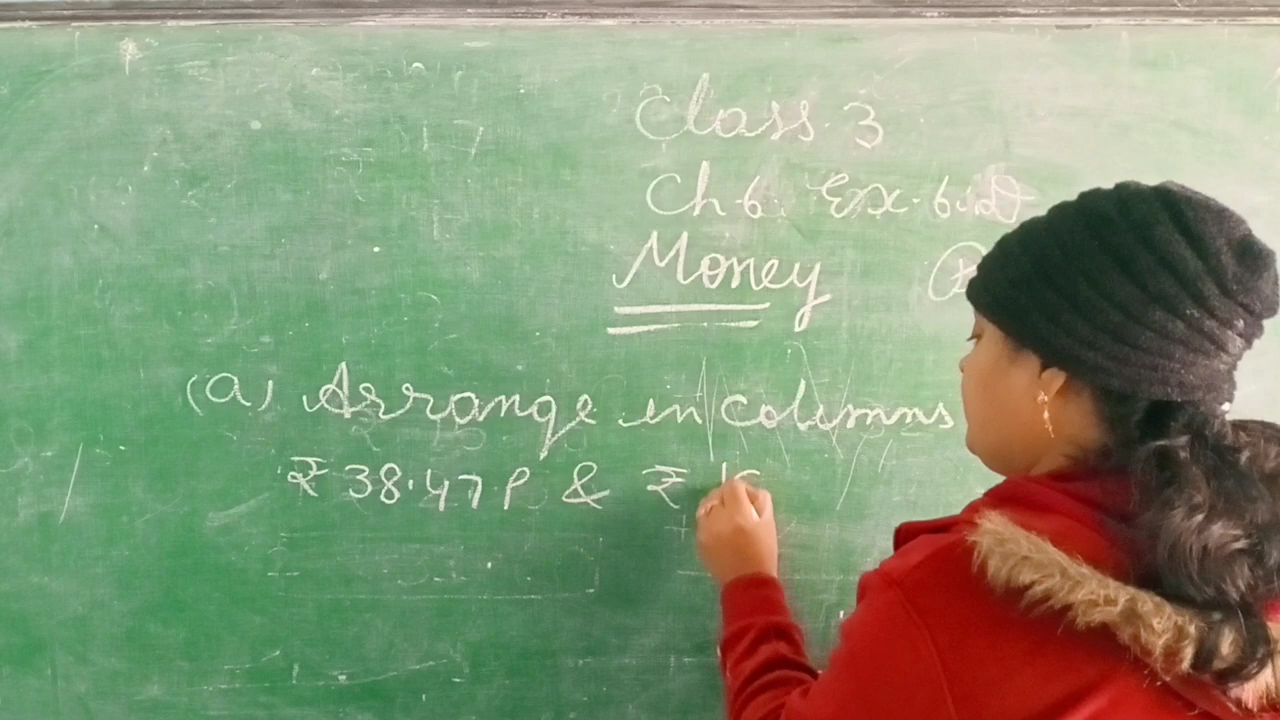 Class. 3
Ch-6. Ex. 6.D
Money
(a) Arrange in columns
₹ 38.47 P & ₹